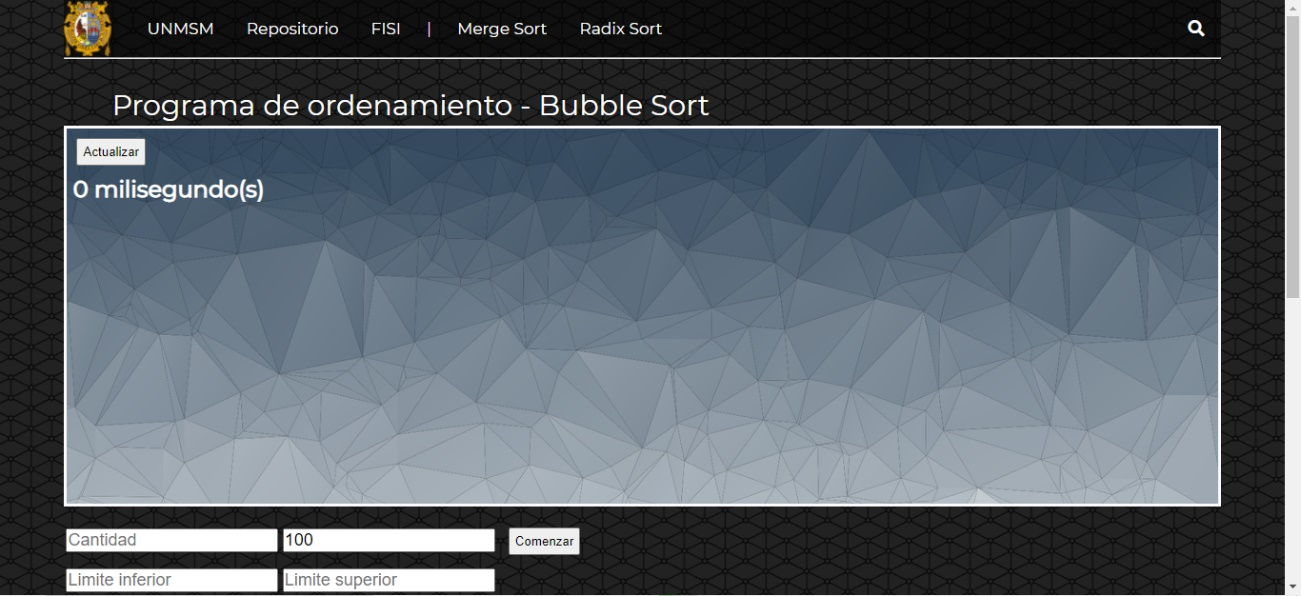 UNMSM Repositorio FISI | Merge Sort Radix Sort
Programa de ordenamiento - Bubble Sort
Actualizar
0 milisegundo(s)
Cantidad 100 Comenzar
Limite inferior Limite superior